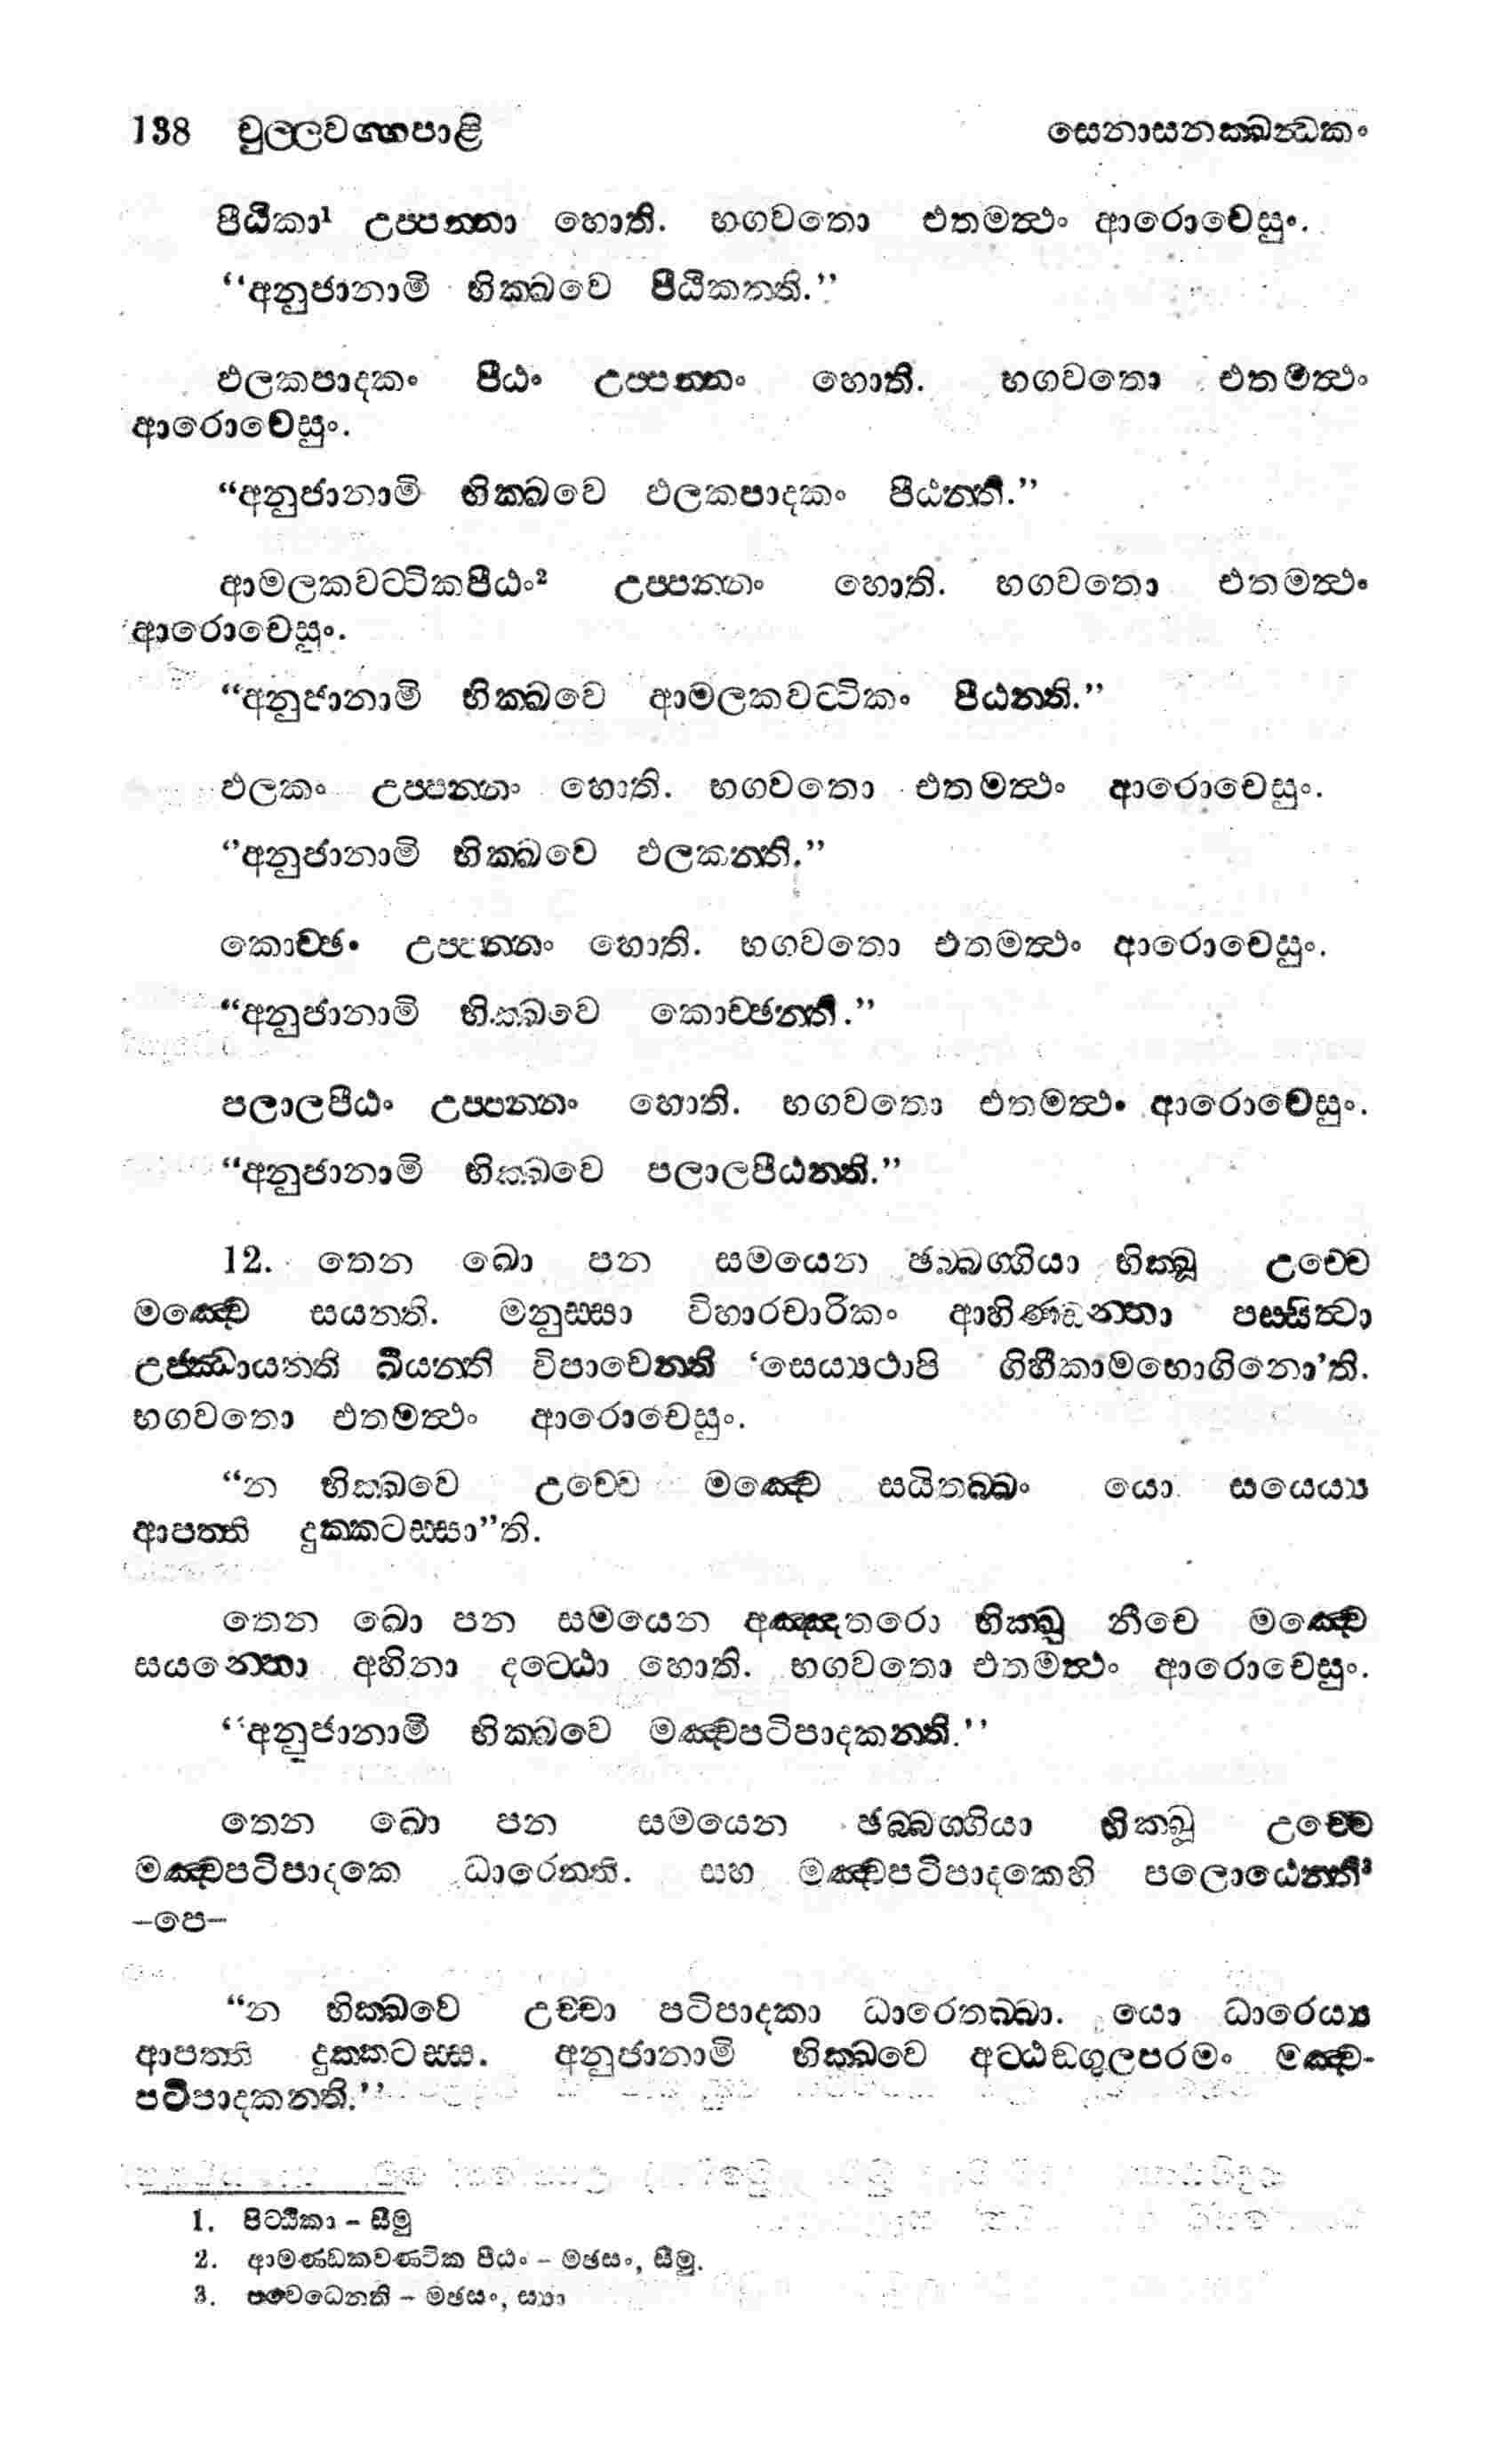 138 චුල්ලවග්ගපාළි සෙනාසනක්ඛන්ධකං
පීඨිකා¹ උප්පන්නා හොති. භගවතො එතමත්ථං ආරොචෙසුං.
“අනුජානාමි භික්ඛවෙ පීඨිකන්ති.”
ඵලකපාදකං පීඨං උප්පන්නං හොති. භගවතො එතමත්ථං
ආරොචෙසුං.
“අනුජානාමි භික්ඛවෙ ඵලකපාදකං පීඨන්ති.”
ආමලකවට්ටිකපීඨං² උප්පන්නං හොති. භගවතො එතමත්ථං
ආරොචෙසුං.
“අනුජානාමි භික්ඛවෙ ආමලකවට්ටිකං පීඨන්ති.”
ඵලකං උප්පන්නං හොති. භගවතො එතමත්ථං ආරොචෙසුං.
“අනුජානාමි භික්ඛවෙ ඵලකන්ති.”
කොච්ඡං උප්පන්නං හොති. භගවතො එතමත්ථං ආරොචෙසුං.
“අනුජානාමි භික්ඛවෙ කොච්ඡන්ති.”
පලාලපීඨං උප්පන්නං හොති. භගවතො එතමත්ථං ආරොචෙසුං.
“අනුජානාමි භික්ඛවෙ පලාලපීඨන්ති.”
12. තෙන ඛො පන සමයෙන ඡබ්බග්ගියා භික්ඛූ උච්චෙ
මඤ්චෙ සයන්ති. මනුස්සා විහාරචාරිකං ආහිණ්ඩන්තා පස්සිත්වා
උජ්ඣායන්ති ඛීයන්ති විපාචෙන්ති ‘සෙය්‍යථාපි ගිහීකාමභොගිනො’ති.
භගවතො එතමත්ථං ආරොචෙසුං.
“න භික්ඛවෙ උච්චෙ මඤ්චෙ සයිතබ්බං යො සයෙය්‍ය
ආපත්ති දුක්කටස්සා”ති.
තෙන ඛො පන සමයෙන අඤ්ඤතරො භික්ඛු නීචෙ මඤ්චෙ
සයන්තො අහිනා දට්ඨො හොති. භගවතො එතමත්ථං ආරොචෙසුං.
“අනුජානාමි භික්ඛවෙ මඤ්චපටිපාදකන්ති.”
තෙන ඛො පන සමයෙන ඡබ්බග්ගියා භික්ඛූ උච්චෙ
මඤ්චපටිපාදකෙ ධාරෙන්ති. සහ මඤ්චපටිපාදකෙහි පලොඨෙන්ති³
–පෙ–
“න භික්ඛවෙ උච්චා පටිපාදකා ධාරෙතබ්බා. යො ධාරෙය්‍ය
ආපත්ති දුක්කටස්ස. අනුජානාමි භික්ඛවෙ අට්ඨඞ්ගුලපරමං මඤ්ච-
පටිපාදකන්ති.”
1. පිට්ඨිකා – සීමු
2. ආමණ්ඩකවණ්ටික පීඨං – මඡසං, සීමු.
3. පවෙධෙන්ති – මඡසං, ස්‍යා